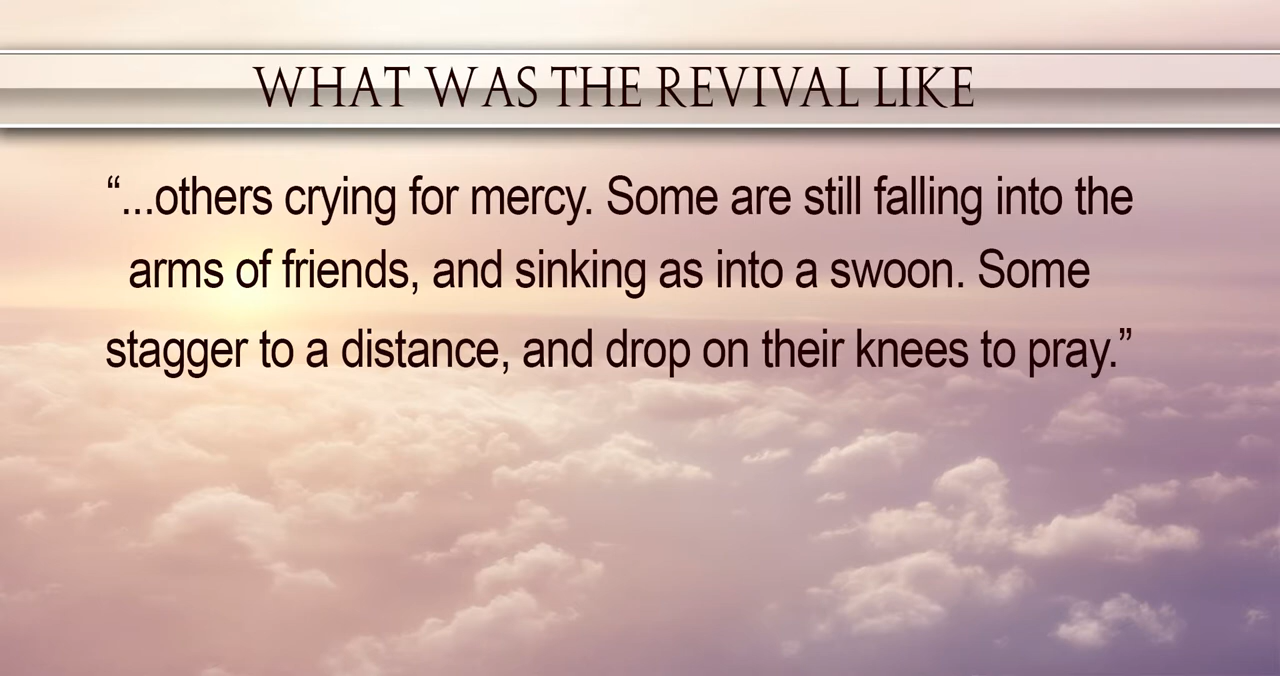 WHAT WAS THE REVIVAL LIKE
“...others crying for mercy. Some are still falling into the
arms of friends, and sinking as into a swoon. Some
stagger to a distance, and drop on their knees to pray.”